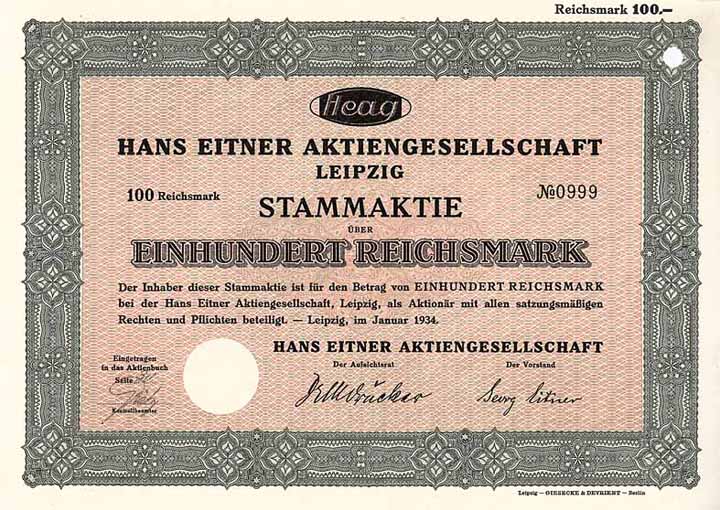 Reichsmark 100.—
Heag
HANS EITNER AKTIENGESELLSCHAFT
LEIPZIG
100 Reichsmark
№0999
STAMMAKTIE
ÜBER
EINHUNDERT REICHSMARK
Der Inhaber dieser Stammaktie ist für den Betrag von EINHUNDERT REICHSMARK
bei der Hans Eitner Aktiengesellschaft, Leipzig, als Aktionär mit allen satzungsmäßigen
Rechten und Pflichten beteiligt. — Leipzig, im Januar 1934.
HANS EITNER AKTIENGESELLSCHAFT
Eingetragen
in das Aktienbuch
Seite
Kontrollbeamter
Der Aufsichtsrat
Der Vorstand
Georg Eitner
Leipzig — GIESECKE & DEVRIENT — Berlin